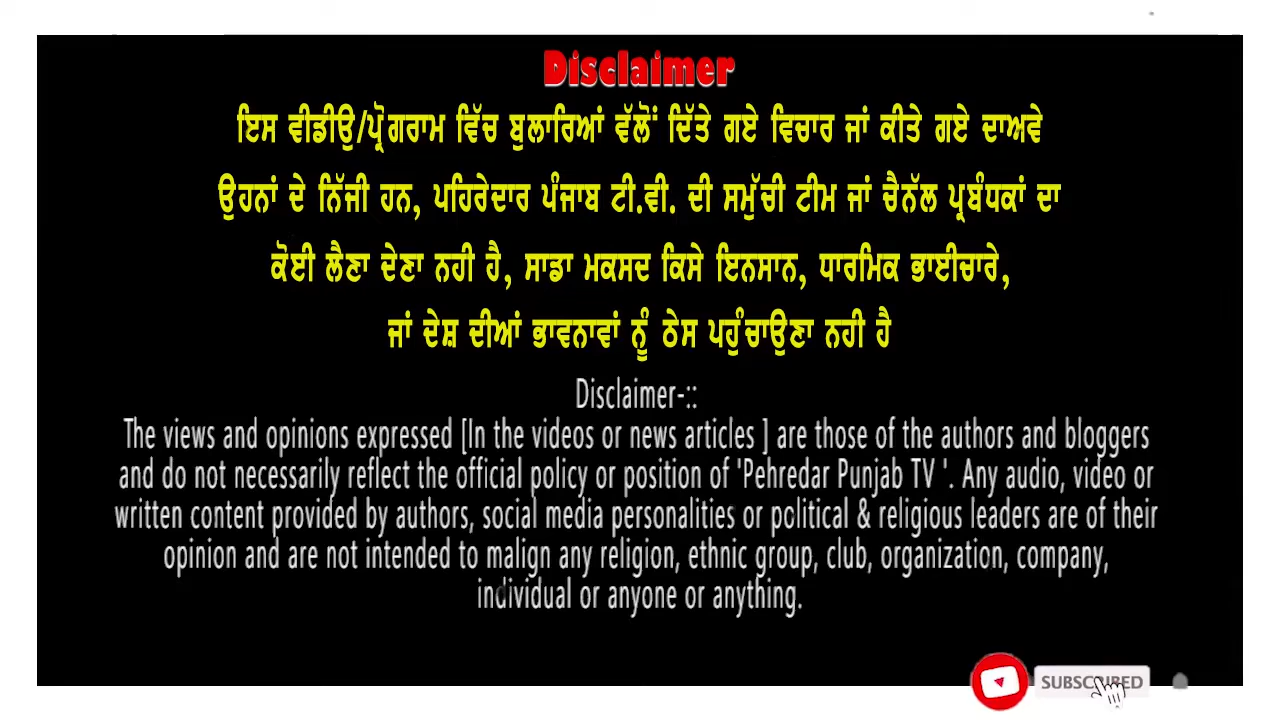 Disclaimer
ਇਸ ਵੀਡੀਉ/ਪ੍ਰੋਗਰਾਮ ਵਿੱਚ ਬੁਲਾਰਿਆਂ ਵੱਲੋਂ ਦਿੱਤੇ ਗਏ ਵਿਚਾਰ ਜਾਂ ਕੀਤੇ ਗਏ ਦਾਅਵੇ
ਉਹਨਾਂ ਦੇ ਨਿੱਜੀ ਹਨ, ਪਹਿਰੇਦਾਰ ਪੰਜਾਬ ਟੀ.ਵੀ. ਦੀ ਸਮੁੱਚੀ ਟੀਮ ਜਾਂ ਚੈਨੱਲ ਪ੍ਰਬੰਧਕਾਂ ਦਾ
ਕੋਈ ਲੈਣਾ ਦੇਣਾ ਨਹੀ ਹੈ, ਸਾਡਾ ਮਕਸਦ ਕਿਸੇ ਇਨਸਾਨ, ਧਾਰਮਿਕ ਭਾਈਚਾਰੇ,
ਜਾਂ ਦੇਸ਼ ਦੀਆਂ ਭਾਵਨਾਵਾਂ ਨੂੰ ਠੇਸ ਪਹੁੰਚਾਉਣਾ ਨਹੀ ਹੈ
Disclaimer-::
The views and opinions expressed [In the videos or news articles ] are those of the authors and bloggers
and do not necessarily reflect the official policy or position of 'Pehredar Punjab TV '. Any audio, video or
written content provided by authors, social media personalities or political & religious leaders are of their
opinion and are not intended to malign any religion, ethnic group, club, organization, company,
individual or anyone or anything.
SUBSCRIBED